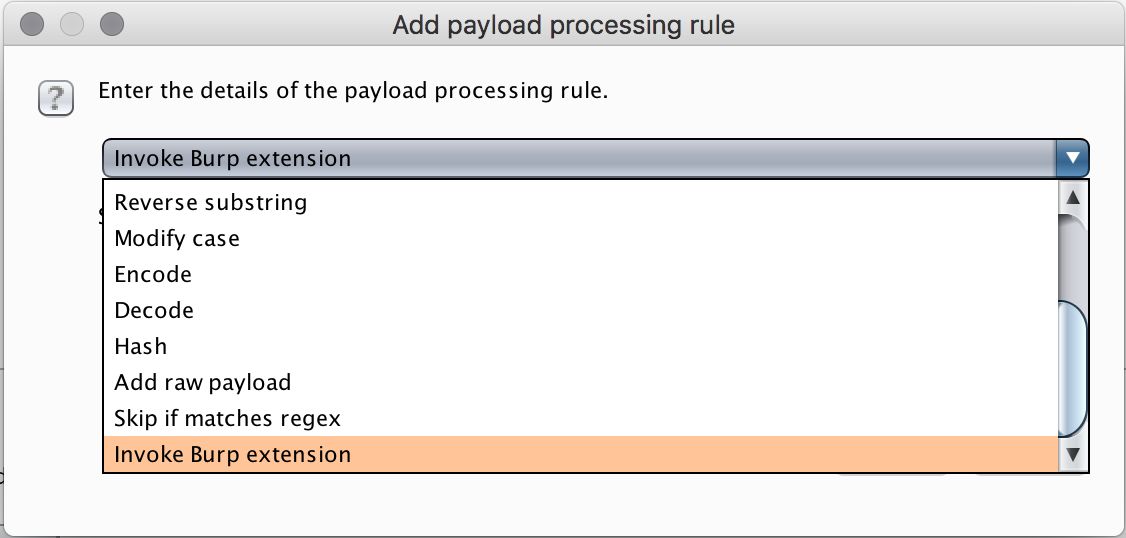 Add payload processing rule
?
Enter the details of the payload processing rule.
Invoke Burp extension
Reverse substring
Modify case
Encode
Decode
Hash
Add raw payload
Skip if matches regex
Invoke Burp extension